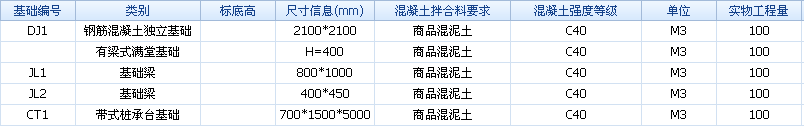 基础编号 类别 标底高 尺寸信息(mm) 混凝土拌合料要求 混凝土强度等级 单位 实物工程量
DJ1 钢筋混凝土独立基础 2100*2100 商品混泥土 C40 M3 100
有梁式满堂基础 H=400 商品混泥土 C40 M3 100
JL1 基础梁 800*1000 商品混泥土 C40 M3 100
JL2 基础梁 400*450 商品混泥土 C40 M3 100
CT1 带式桩承台基础 700*1500*5000 商品混泥土 C40 M3 100